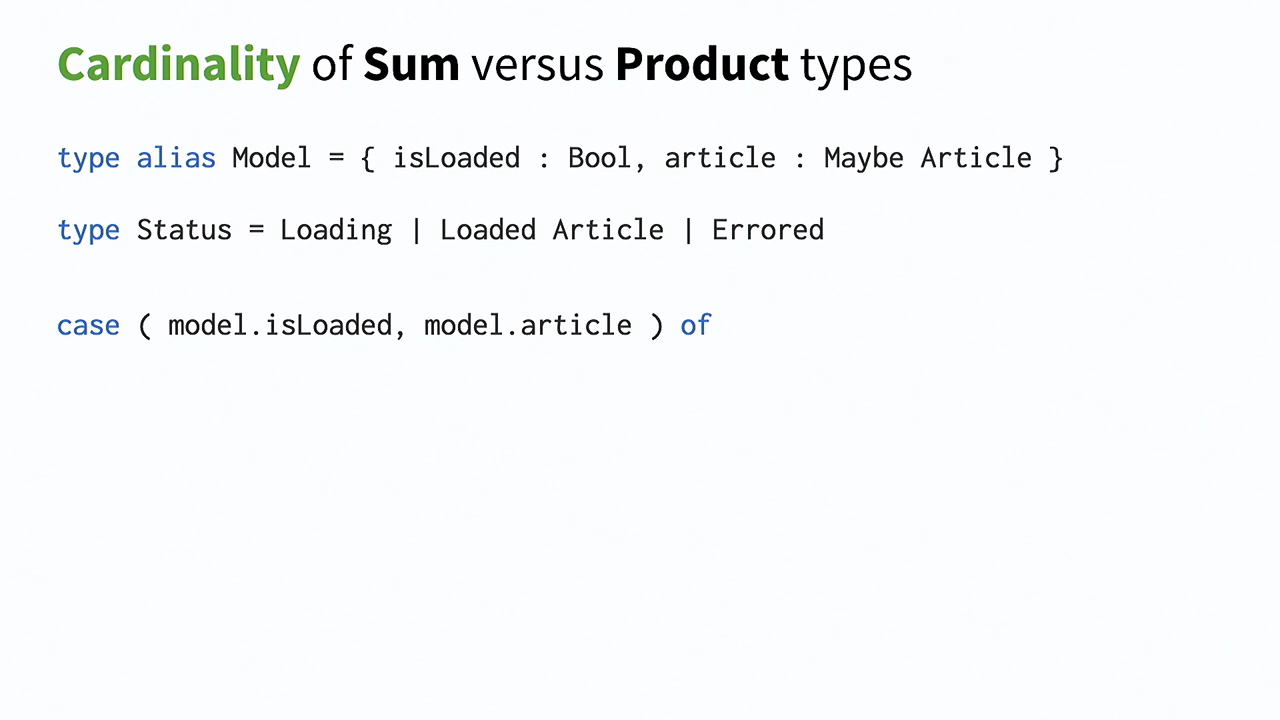 Cardinality of Sum versus Product types
type alias Model = { isLoaded : Bool, article : Maybe Article }
type Status = Loading | Loaded Article | Errored
case ( model.isLoaded, model.article ) of